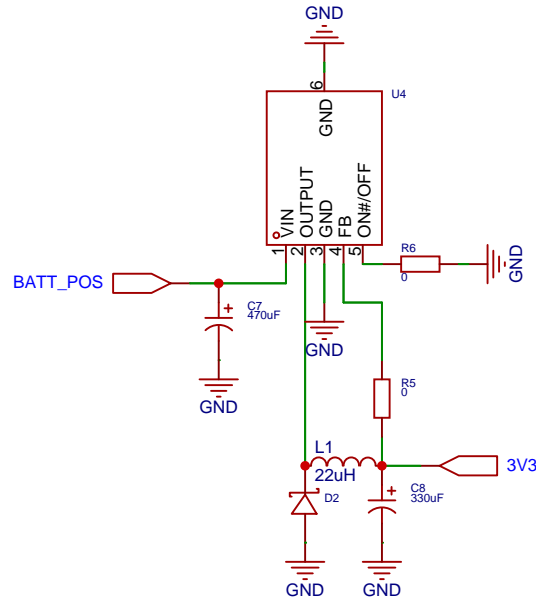 GND
6
U4
GND
VIN
OUTPUT
GND
FB
ON#/OFF
1
2
3
4
5
R6
0
GND
BATT_POS
C7
470uF
GND
GND
R5
0
L1
22uH
3V3
D2
C8
330uF
GND
GND